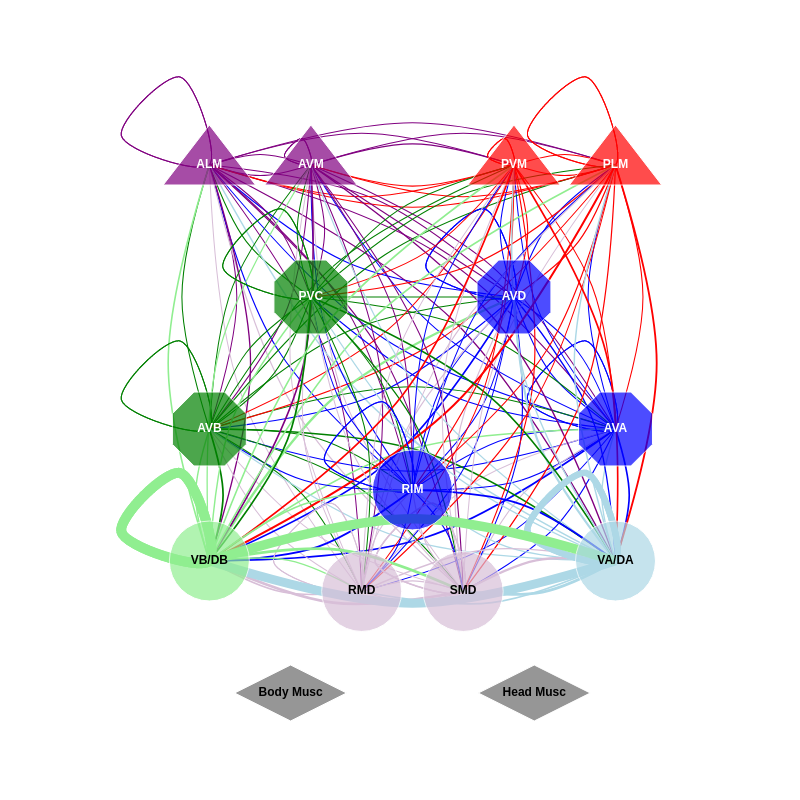 ALM
AVM
PVM
PLM
PVC
AVD
AVB
AVA
RIM
VB/DB
VA/DA
RMD
SMD
Body Musc
Head Musc